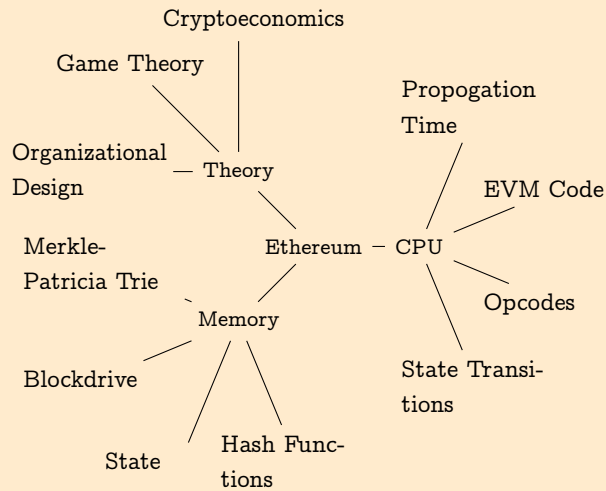 Cryptoeconomics
Game Theory
Propogation
Time
Organizational
Design
Theory
EVM Code
Merkle-
Patricia Trie
Ethereum
CPU
Opcodes
Memory
Blockdrive
State Transi-
tions
State
Hash Func-
tions